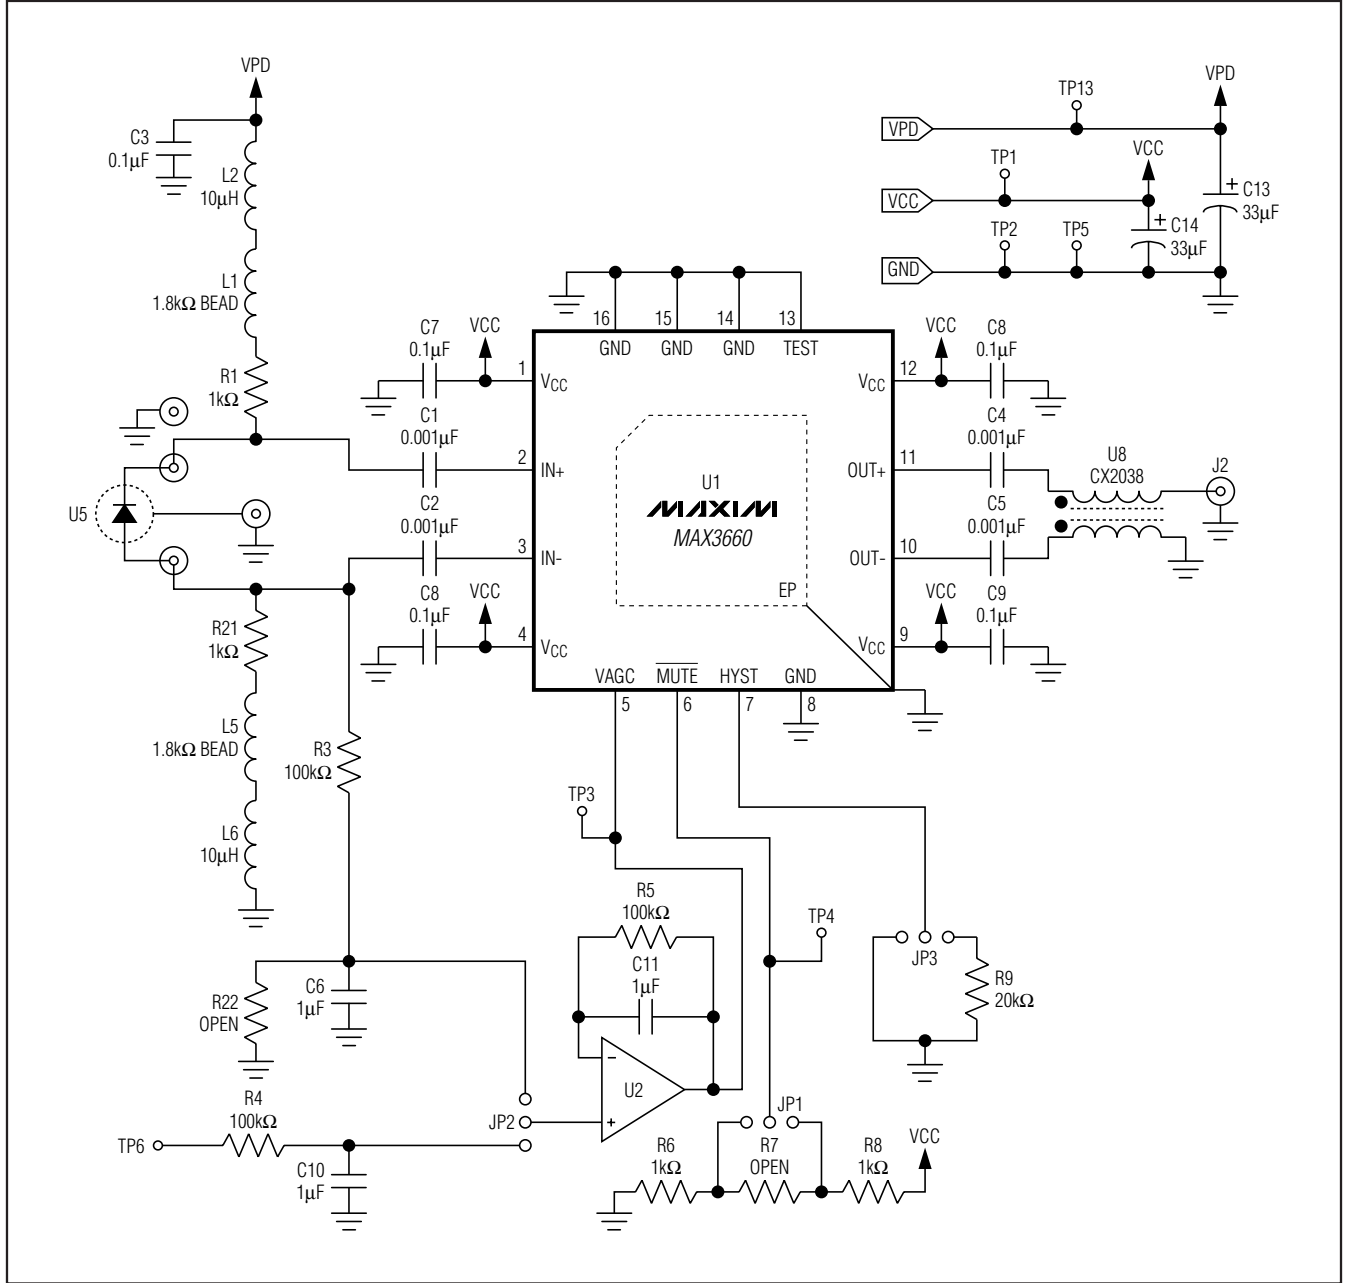 VPD
C3
0.1µF
L2
10µH
L1
1.8kΩ BEAD
R1
1kΩ
U5
R21
1kΩ
L5
1.8kΩ BEAD
L6
10µH
R3
100kΩ
R22
OPEN
C6
1µF
R4
100kΩ
TP6
C10
1µF
JP2
C7
0.1µF
VCC
C1
0.001µF
C2
0.001µF
C8
0.1µF
VCC
16
15
14
13
GND
GND
GND
TEST
1
VCC
2
IN+
3
IN-
4
VCC
U1
MAXIM
MAX3660
EP
12
VCC
11
OUT+
10
OUT-
9
VCC
VAGC
MUTE
HYST
GND
5
6
7
8
VCC
C8
0.1µF
C4
0.001µF
C5
0.001µF
VCC
C9
0.1µF
U8
CX2038
J2
VPD
TP13
VPD
VCC
TP1
VCC
+
C13
33µF
GND
TP2
TP5
+
C14
33µF
TP3
R5
100kΩ
C11
1µF
-
+
U2
TP4
JP3
R9
20kΩ
JP1
R6
1kΩ
R7
OPEN
R8
1kΩ
VCC